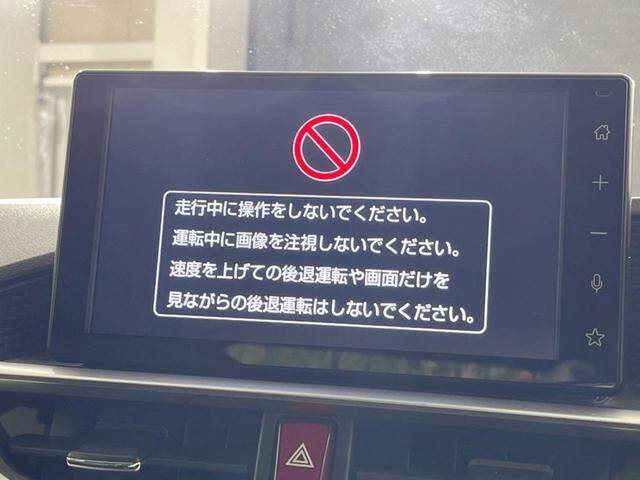 走行中に操作をしないでください。
運転中に画像を注視しないでください。
速度を上げての後退運転や画面だけを
見ながらの後退運転はしないでください。